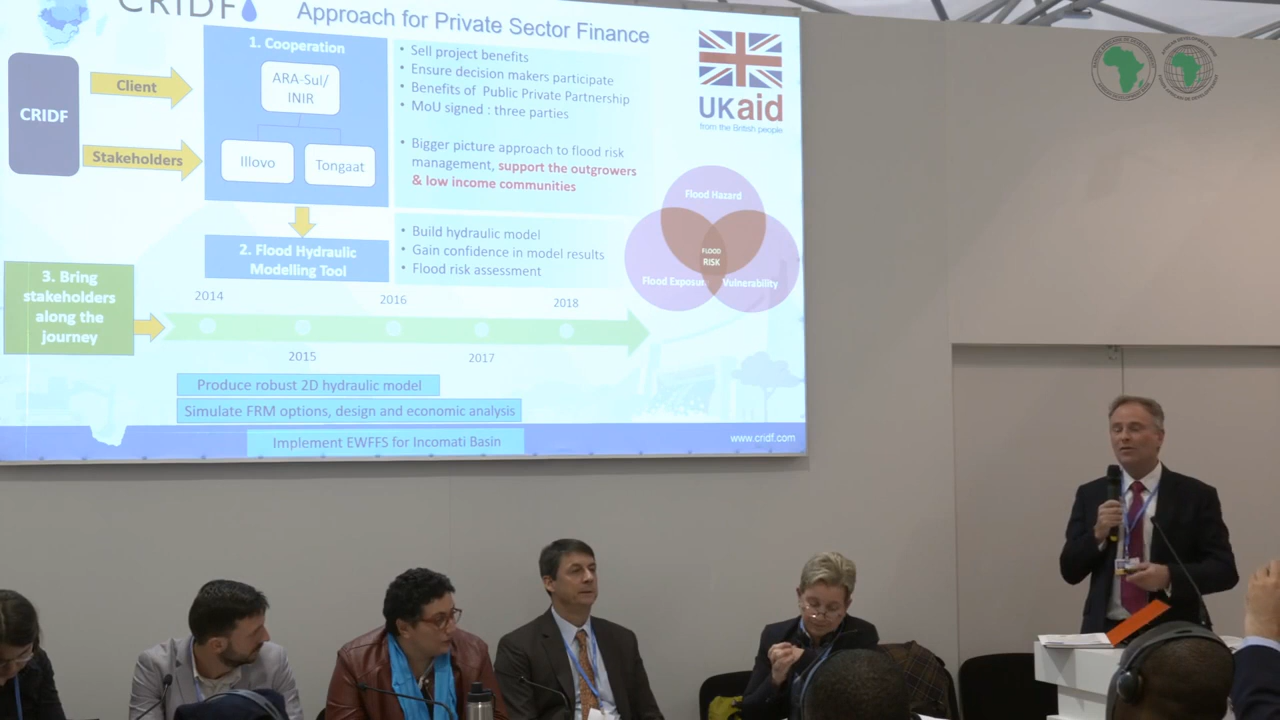 CRIDF
Approach for Private Sector Finance
CRIDF
Client
Stakeholders
1. Cooperation
ARA-Sul/
INIR
Illovo
Tongaat
• Sell project benefits
• Ensure decision makers participate
• Benefits of Public Private Partnership
• MoU signed : three parties
• Bigger picture approach to flood risk
management, support the outgrowers
& low income communities
UKaid
from the British people
2. Flood Hydraulic
Modelling Tool
• Build hydraulic model
• Gain confidence in model results
• Flood risk assessment
Flood Hazard
FLOOD
RISK
Flood Exposure
Vulnerability
3. Bring
stakeholders
along the
journey
2014
2016
2018
2015
2017
Produce robust 2D hydraulic model
Simulate FRM options, design and economic analysis
Implement EWFFS for Incomati Basin
www.cridf.com